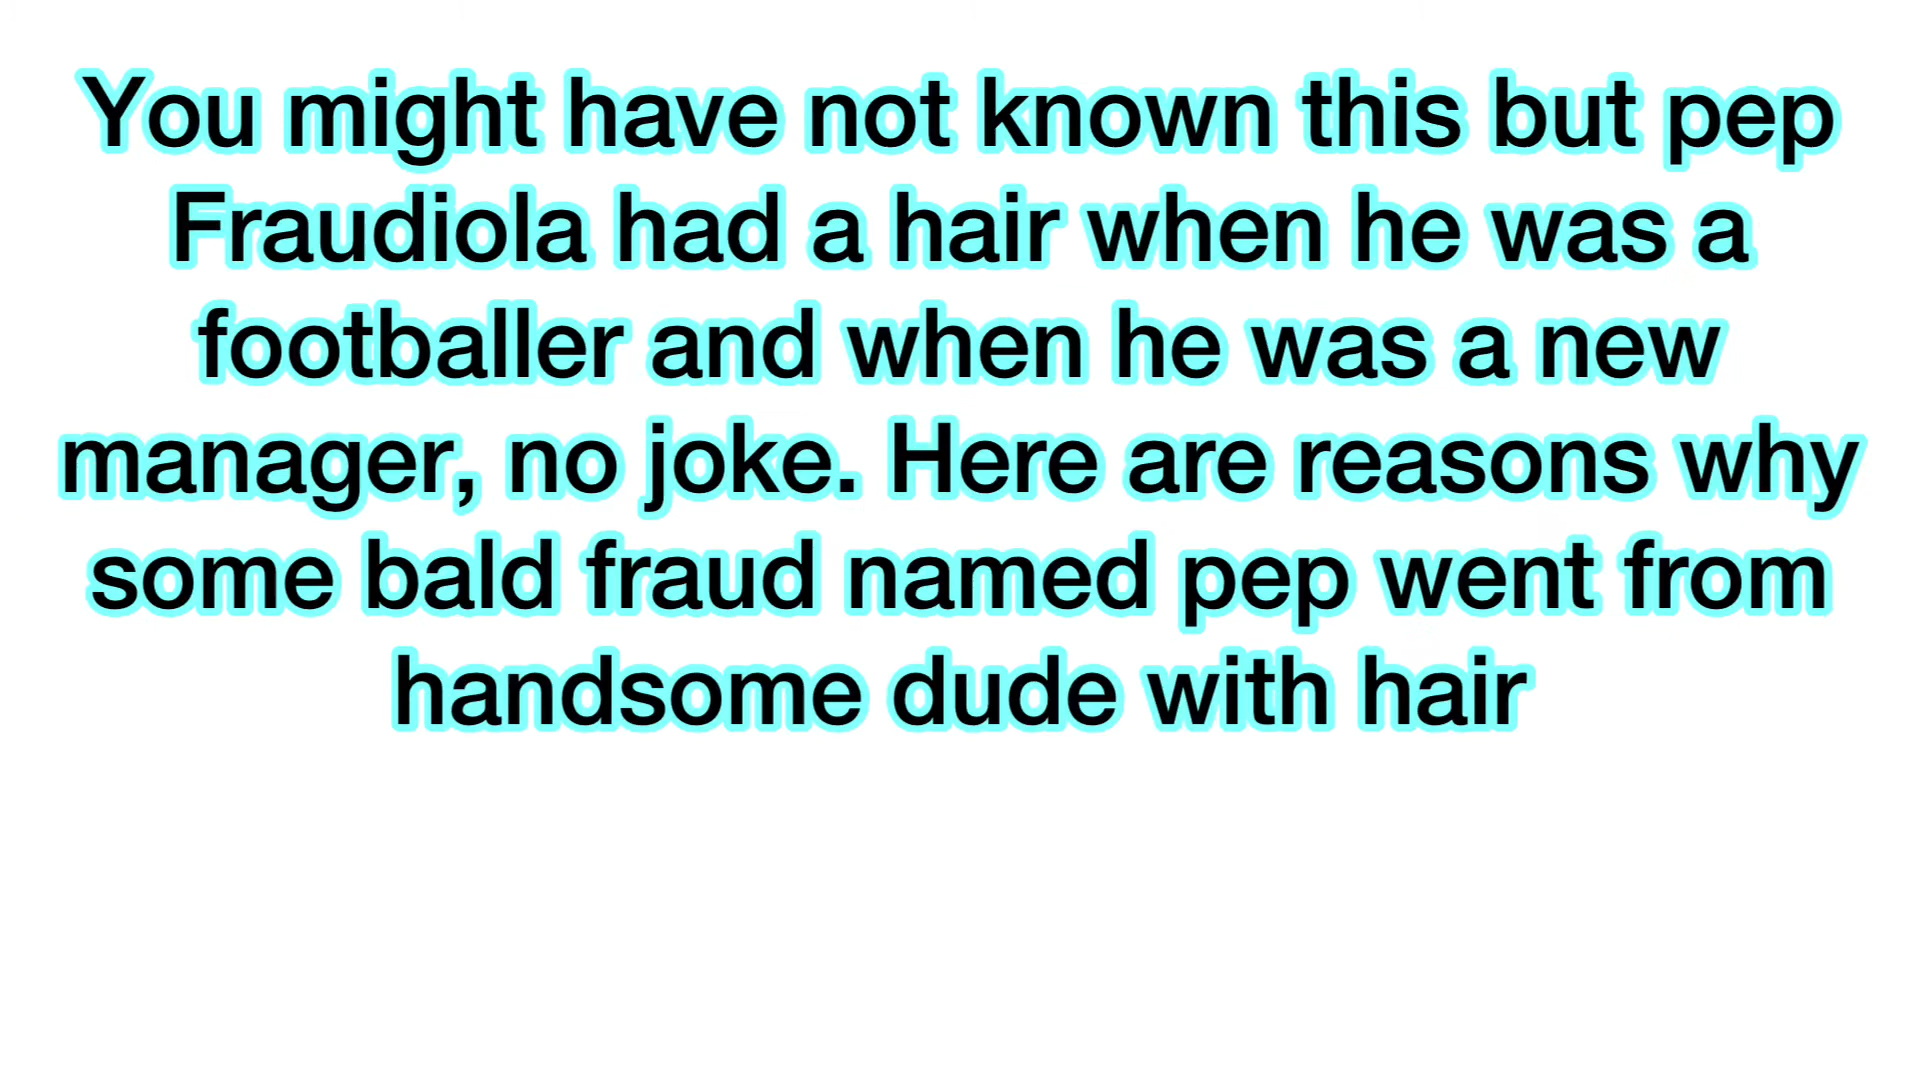 You might have not known this but pep
Fraudiola had a hair when he was a
footballer and when he was a new
manager, no joke. Here are reasons why
some bald fraud named pep went from
handsome dude with hair